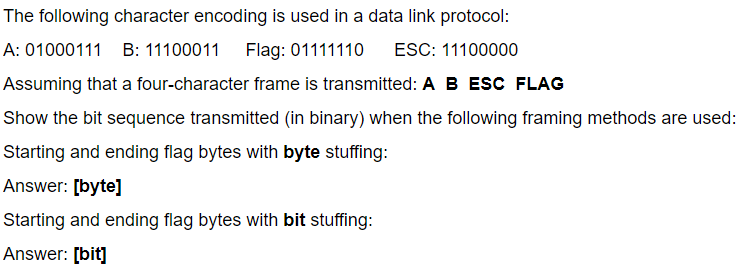 The following character encoding is used in a data link protocol:
A: 01000111 B: 11100011 Flag: 01111110 ESC: 11100000
Assuming that a four-character frame is transmitted: A B ESC FLAG
Show the bit sequence transmitted (in binary) when the following framing methods are used:
Starting and ending flag bytes with byte stuffing:
Answer: [byte]
Starting and ending flag bytes with bit stuffing:
Answer: [bit]